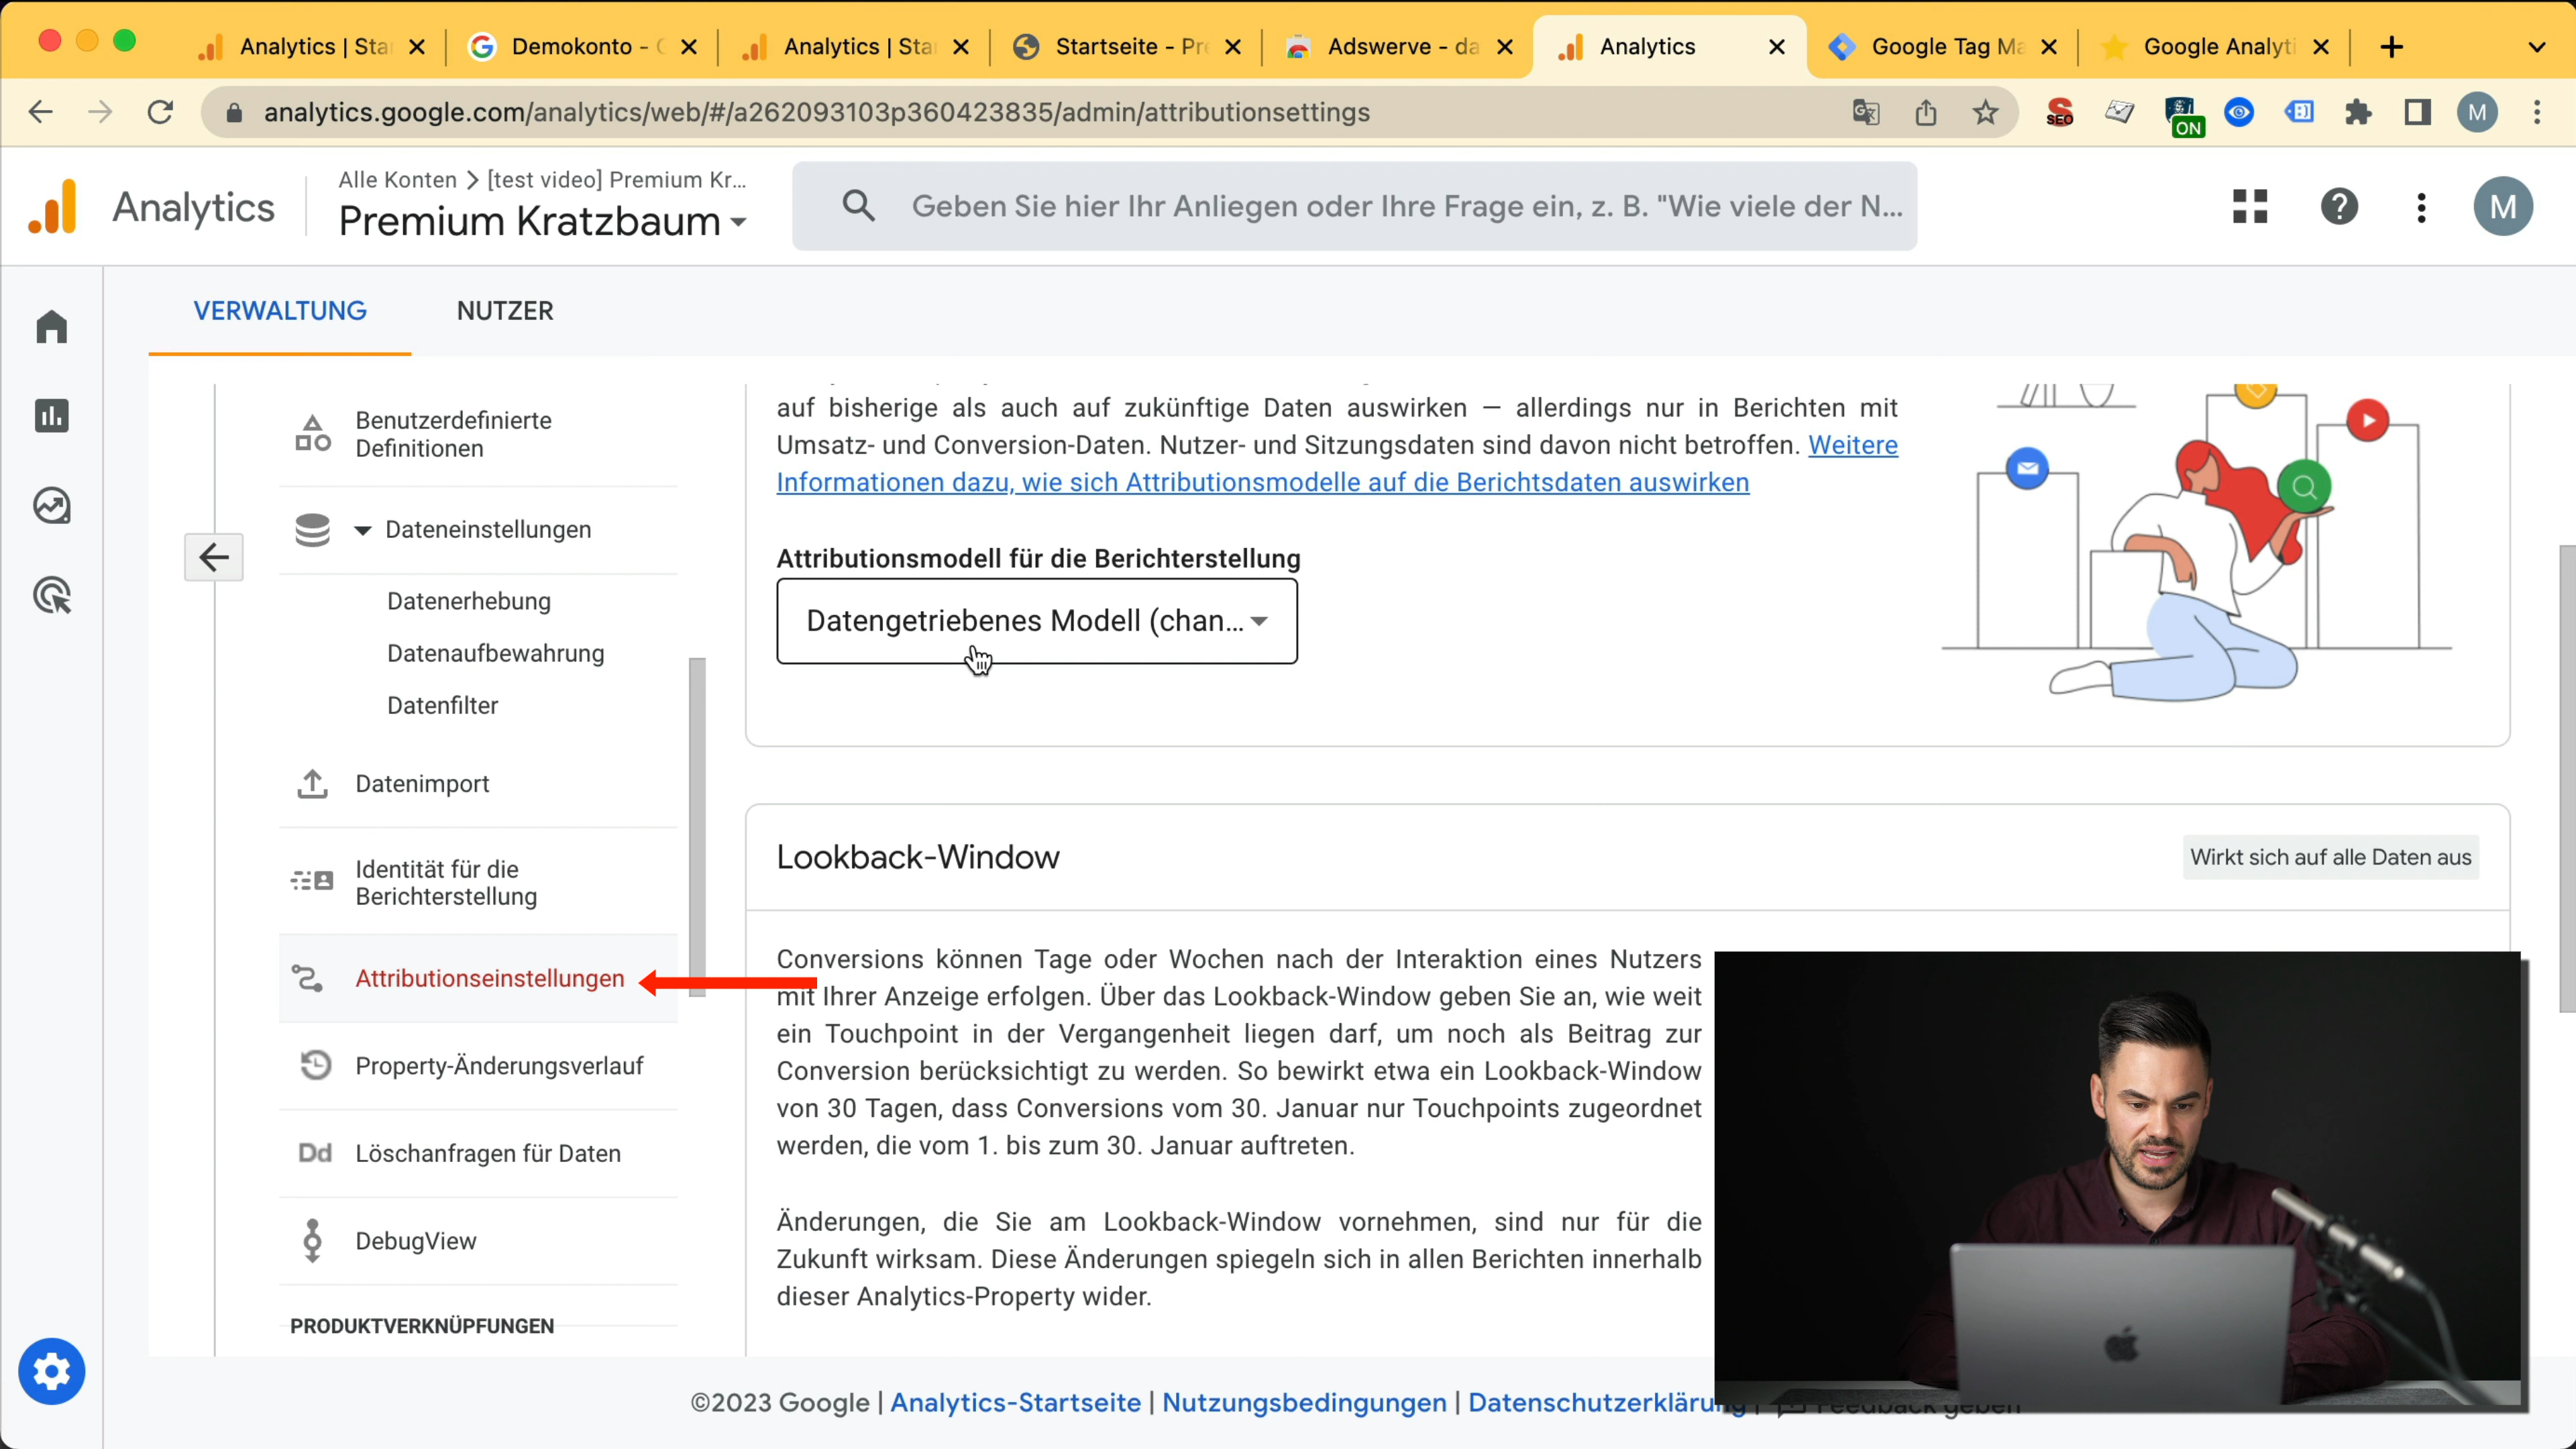 Analytics | Sta
Demokonto -
Analytics | Sta
Startseite - Pr
Adswerve - da
Analytics
Google Tag Ma
Google Analyti
analytics.google.com/analytics/web/#/a262093103p360423835/admin/attributionsettings
SEO
ON
M
Analytics
Alle Konten > [test video] Premium Kr...
Premium Kratzbaum
Geben Sie hier Ihr Anliegen oder Ihre Frage ein, z. B. "Wie viele der N...
M
VERWALTUNG
NUTZER
Benutzerdefinierte
Definitionen
Dateneinstellungen
Datenerhebung
Datenaufbewahrung
Datenfilter
Datenimport
Identität für die
Berichterstellung
Attributionseinstellungen
Property-Änderungsverlauf
Dd
Löschanfragen für Daten
DebugView
PRODUKTVERKNÜPFUNGEN
auf bisherige als auch auf zukünftige Daten auswirken — allerdings nur in Berichten mit
Umsatz- und Conversion-Daten. Nutzer- und Sitzungsdaten sind davon nicht betroffen. Weitere
Informationen dazu, wie sich Attributionsmodelle auf die Berichtsdaten auswirken
Attributionsmodell für die Berichterstellung
Datengetriebenes Modell (chan...
Lookback-Window
Wirkt sich auf alle Daten aus
Conversions können Tage oder Wochen nach der Interaktion eines Nutzers
mit Ihrer Anzeige erfolgen. Über das Lookback-Window geben Sie an, wie weit
ein Touchpoint in der Vergangenheit liegen darf, um noch als Beitrag zur
Conversion berücksichtigt zu werden. So bewirkt etwa ein Lookback-Window
von 30 Tagen, dass Conversions vom 30. Januar nur Touchpoints zugeordnet
werden, die vom 1. bis zum 30. Januar auftreten.
Änderungen, die Sie am Lookback-Window vornehmen, sind nur für die
Zukunft wirksam. Diese Änderungen spiegeln sich in allen Berichten innerhalb
dieser Analytics-Property wider.
©2023 Google | Analytics-Startseite | Nutzungsbedingungen | Datenschutzerklärung | Feedback geben